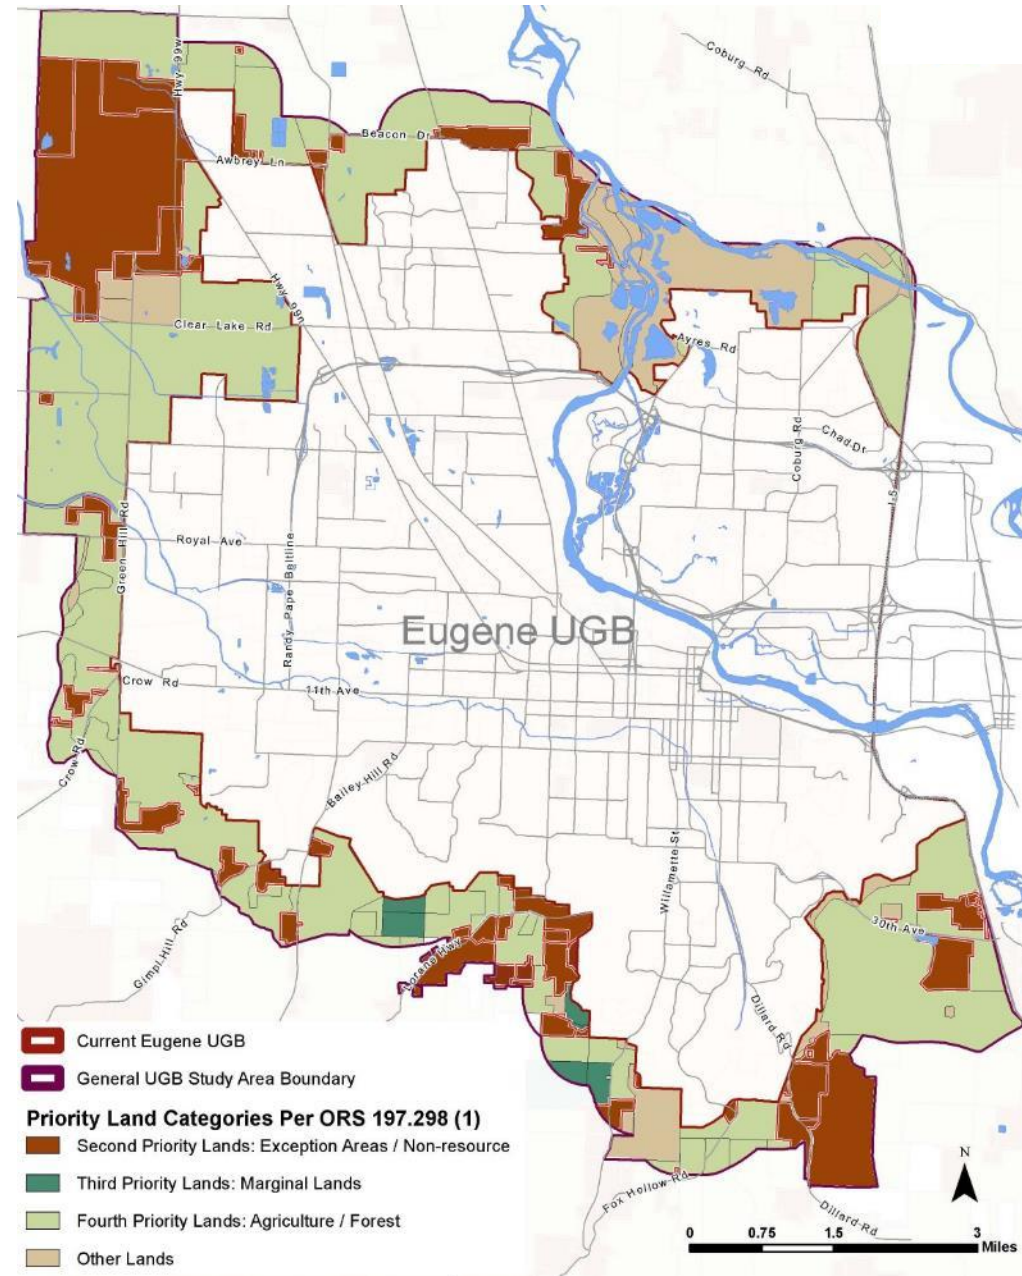 Coburg Rd
Hwy 99w
Beacon Dr
Awbrey Ln
Hwy 99n
Clear Lake Rd
Ayres Rd
Coburg Rd
Chad Dr
I-5
Green Hill Rd
Royal Ave
Randy Pape Beltline
Eugene UGB
Crow Rd
11th Ave
Crow Rd
Bailey Hill Rd
Willamette St
30th Ave
Gimpl Hill Rd
Lorane Hwy
Dillard Rd
Current Eugene UGB
General UGB Study Area Boundary
Priority Land Categories Per ORS 197.298 (1)
Second Priority Lands: Exception Areas / Non-resource
Third Priority Lands: Marginal Lands
Fourth Priority Lands: Agriculture / Forest
Other Lands
Fox Hollow Rd
Dillard Rd
N
0 0.75 1.5 3
Miles